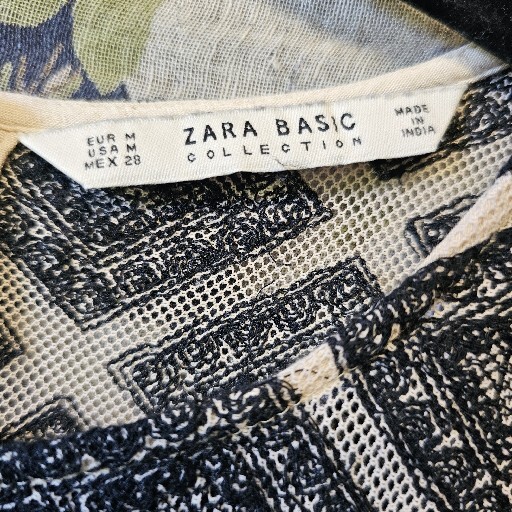 EUR M
USA M
MEX 28
ZARA BASIC
COLLECTION
MADE
IN
INDIA